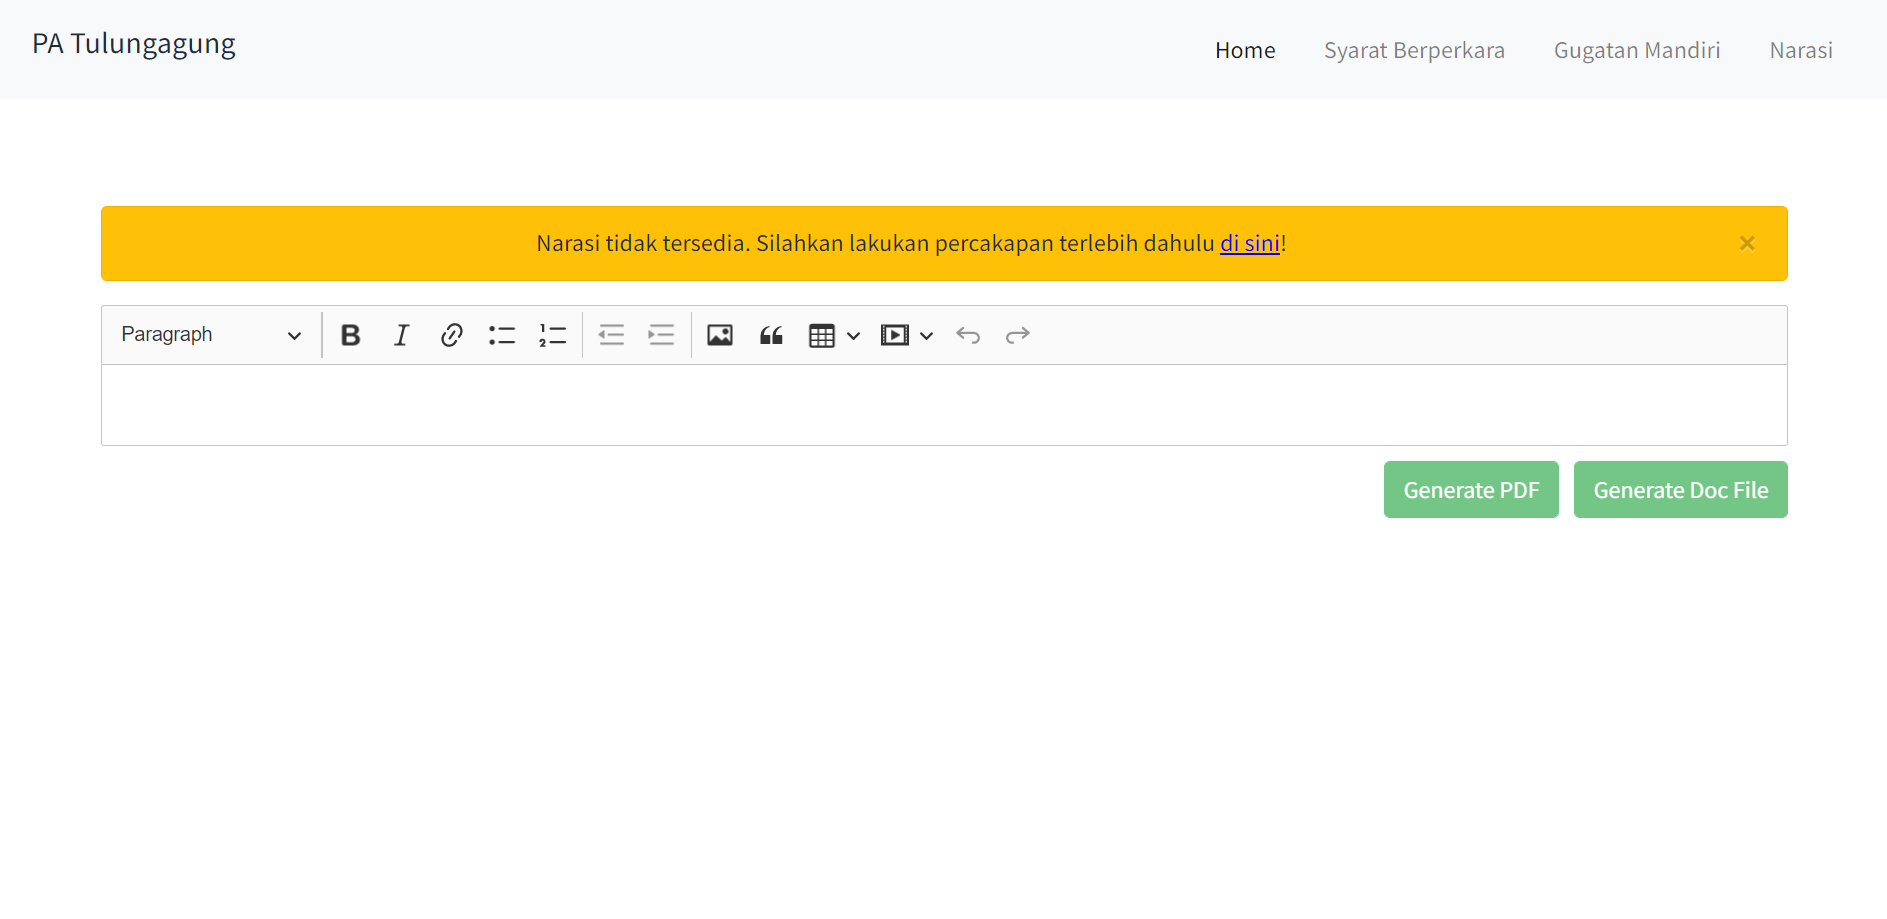 PA Tulungagung
Home Syarat Berperkara Gugatan Mandiri Narasi
Narasi tidak tersedia. Silahkan lakukan percakapan terlebih dahulu di sini!
×
Paragraph
Generate PDF Generate Doc File